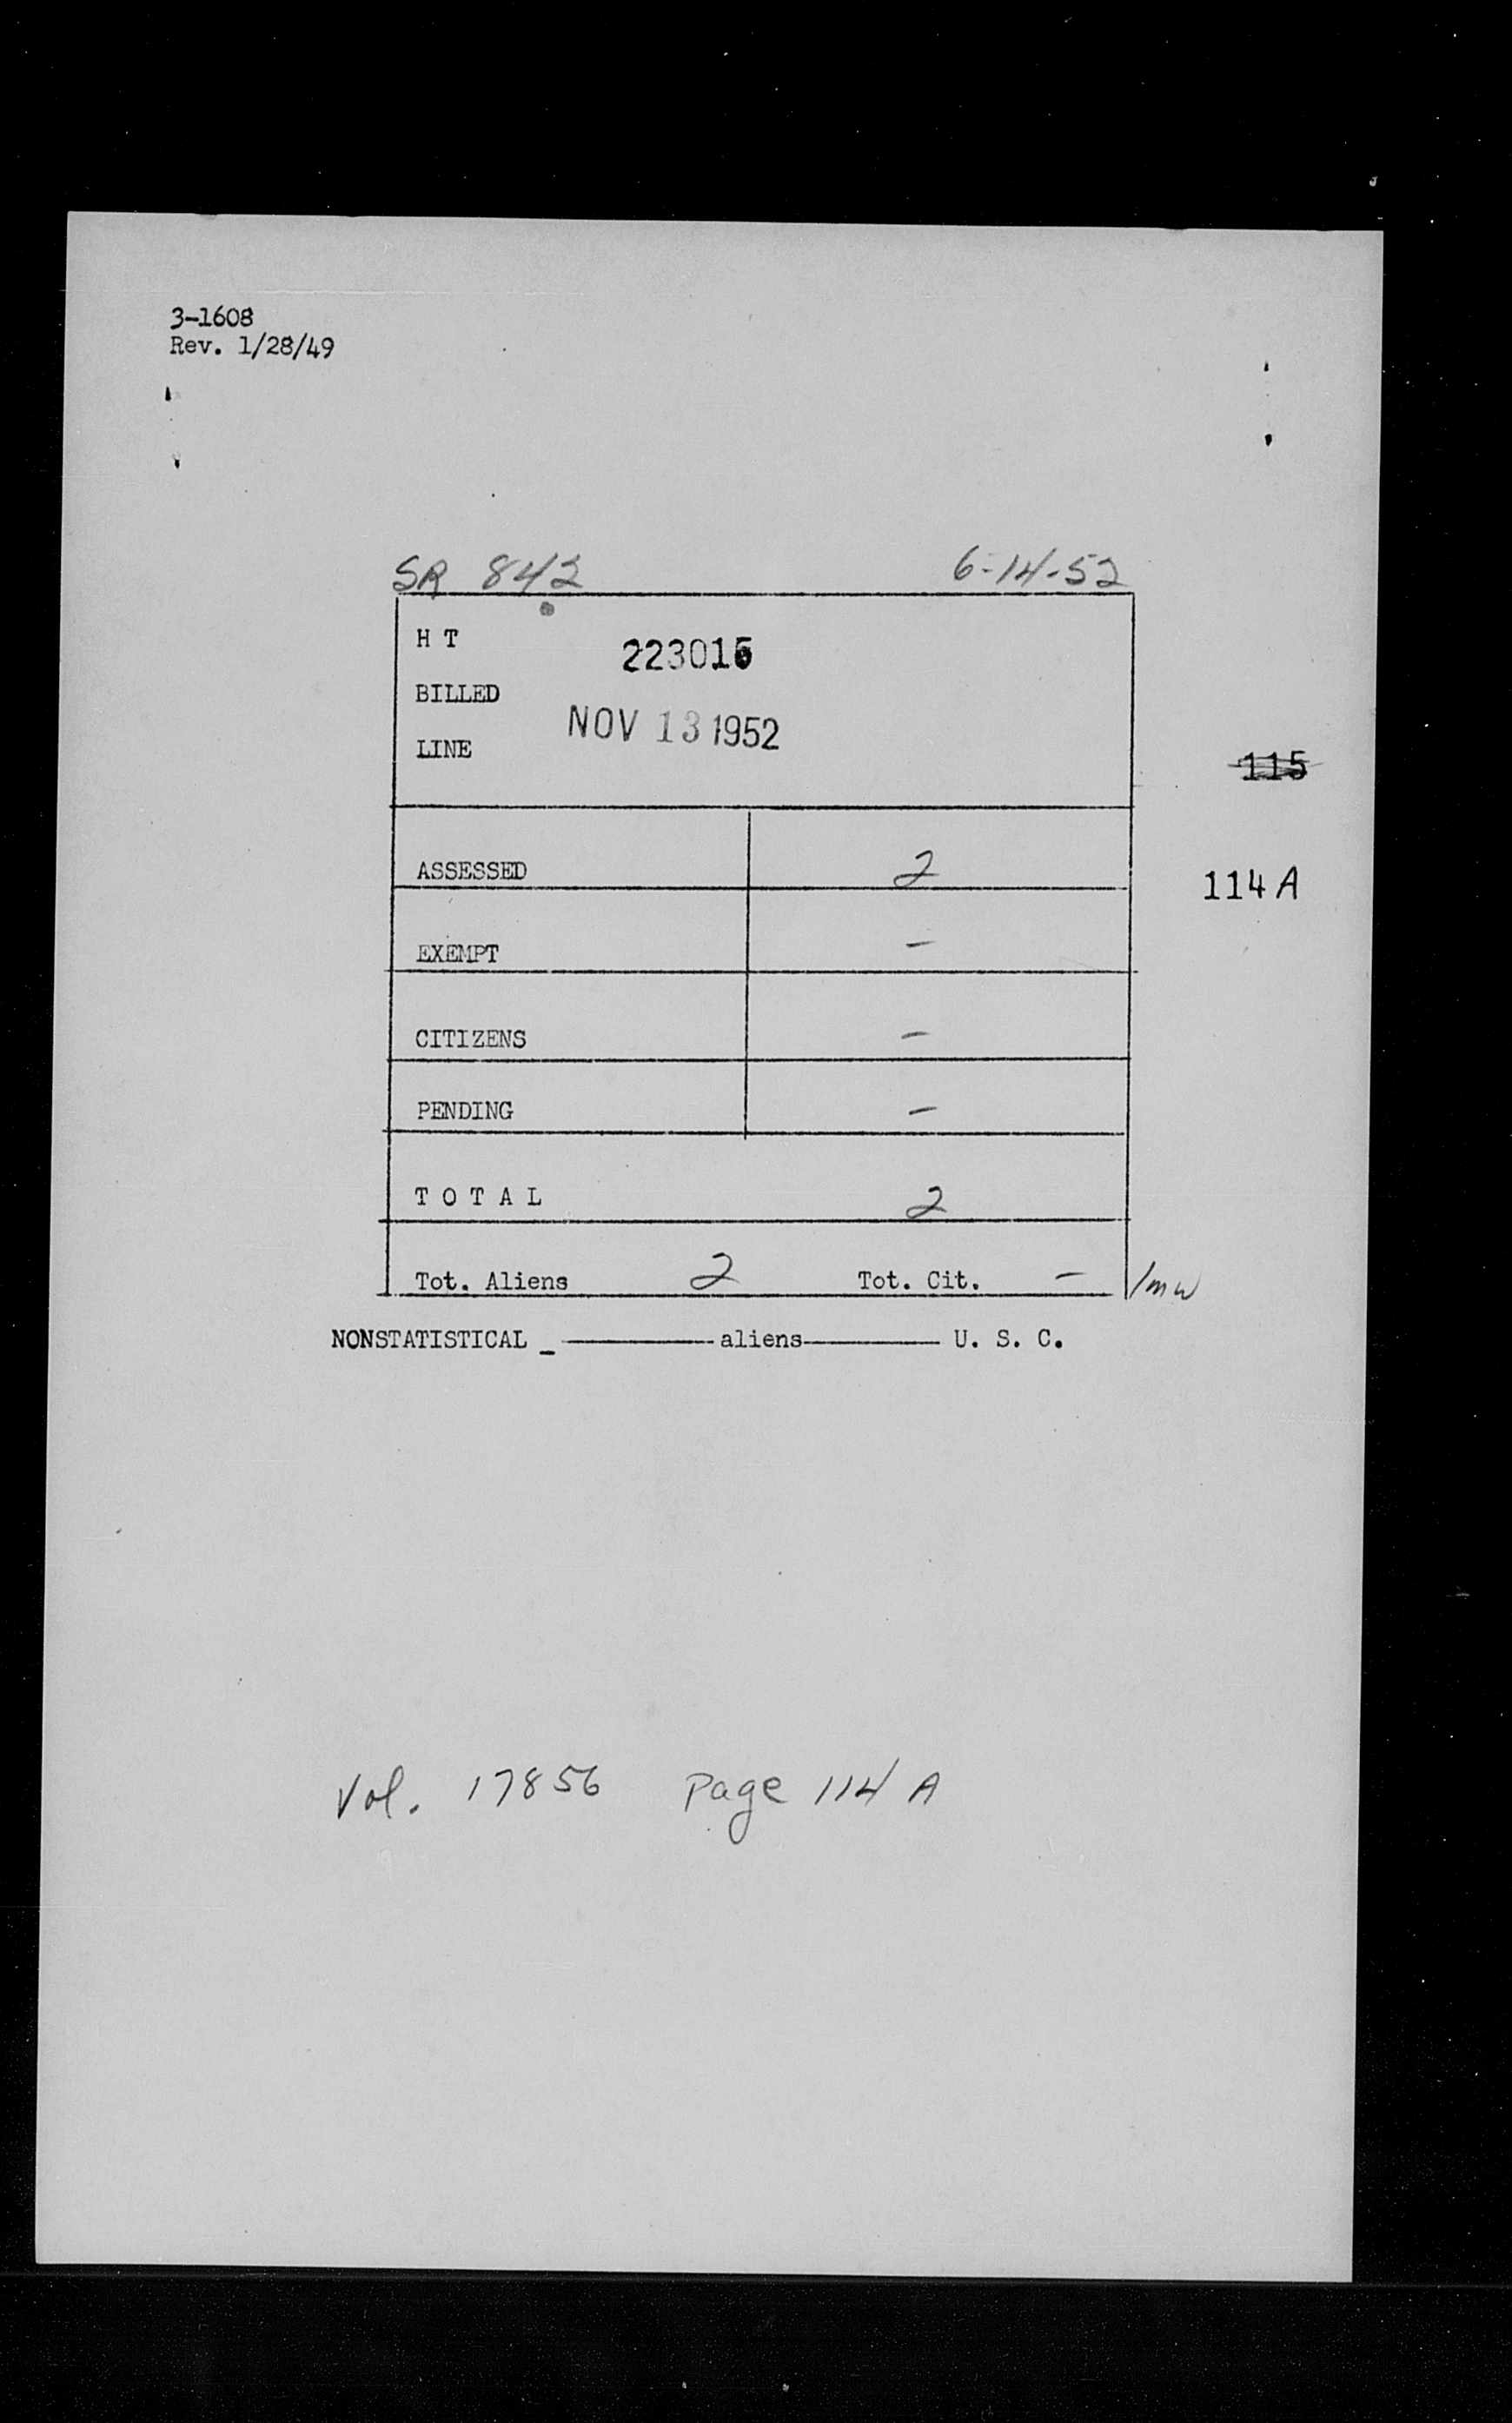 3-1608
Rev. 1/28/49
SR 842 6-14-52
H T 223016
BILLED
NOV 13 1952
LINE
115
ASSESSED 2
114 A
EXEMPT -
CITIZENS -
PENDING -
T O T A L 2
Tot. Aliens 2 Tot. Cit. - /mw
NONSTATISTICAL _ ———— aliens ———— U. S. C.
Vol. 17856 Page 114 A